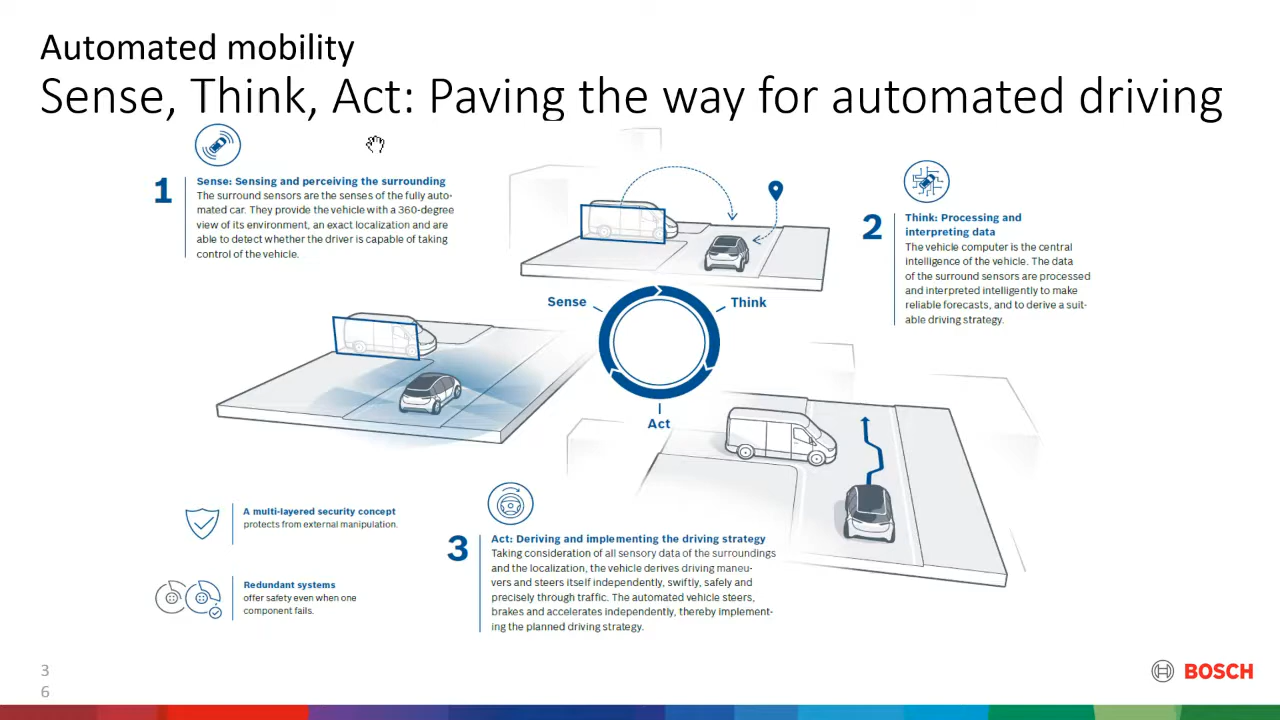 Automated mobility
Sense, Think, Act: Paving the way for automated driving
1
Sense: Sensing and perceiving the surrounding
The surround sensors are the senses of the fully auto-
mated car. They provide the vehicle with a 360-degree
view of its environment, an exact localization and are
able to detect whether the driver is capable of taking
control of the vehicle.
2
Think: Processing and
interpreting data
The vehicle computer is the central
intelligence of the vehicle. The data
of the surround sensors are processed
and interpreted intelligently to make
reliable forecasts, and to derive a suit-
able driving strategy.
Sense
Think
Act
A multi-layered security concept
protects from external manipulation.
Redundant systems
offer safety even when one
component fails.
3
Act: Deriving and implementing the driving strategy
Taking consideration of all sensory data of the surroundings
and the localization, the vehicle derives driving maneu-
vers and steers itself independently, swiftly, safely and
precisely through traffic. The automated vehicle steers,
brakes and accelerates independently, thereby implement-
ing the planned driving strategy.
3
6
BOSCH